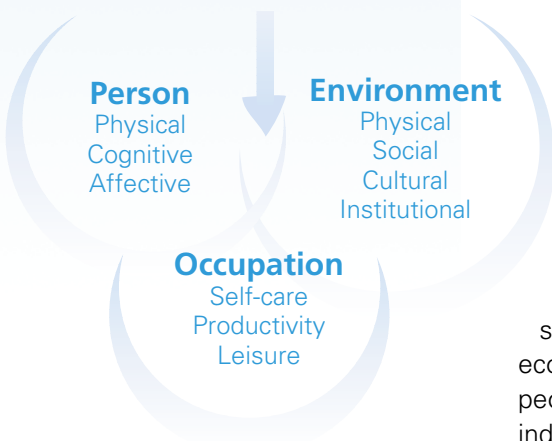 Person
Physical
Cognitive
Affective
Environment
Physical
Social
Cultural
Institutional
Occupation
Self-care
Productivity
Leisure